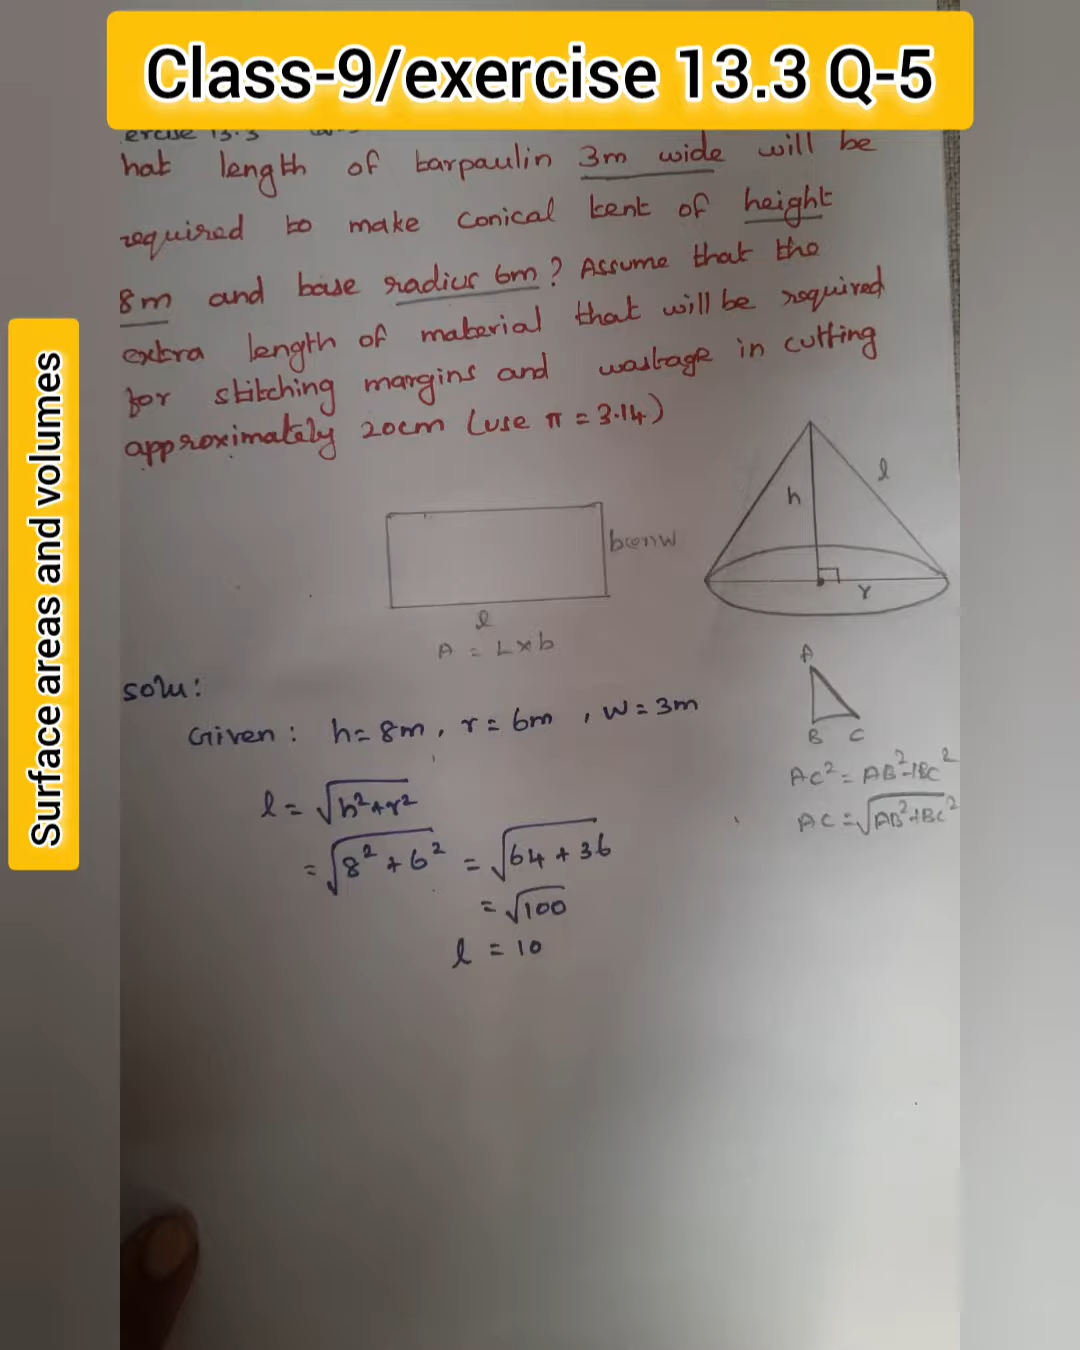 Class-9/exercise 13.3 Q-5
Surface areas and volumes
ercise 13.3
hat length of tarpaulin 3m wide will be
required to make conical tent of height
8m and base radius 6m? Assume that the
extra length of material that will be required
for stitching margins and wastage in cutting
approximately 20cm (use π = 3.14)
h
l
r
b
l
A = L×b
solu:
Given: h= 8m, r= 6m, w= 3m
l = √h²+r²
= √8² + 6² = √64 + 36
= √100
l = 10
A
B C
AC² = AB²+BC²
AC = √AB²+BC²